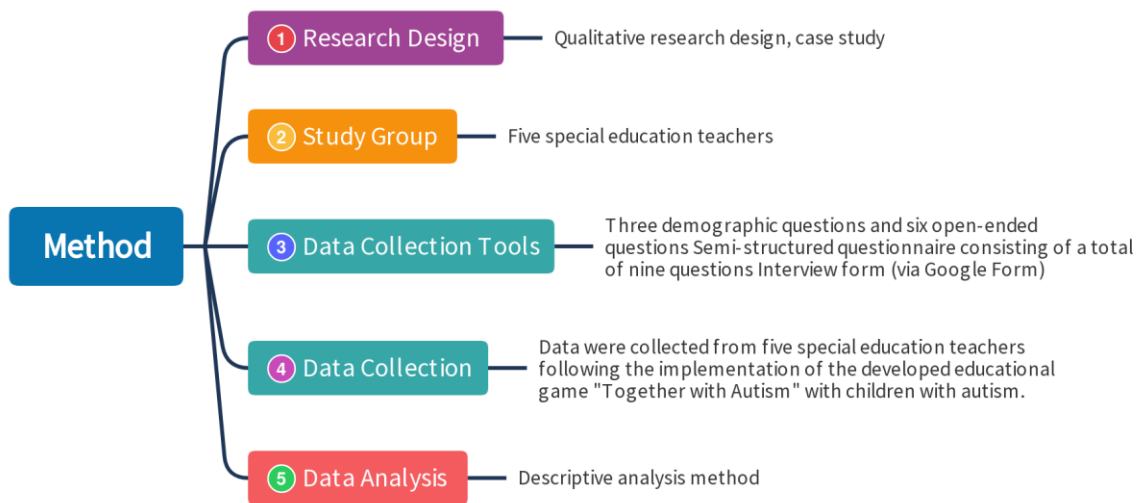 Method
1 Research Design
Qualitative research design, case study
2 Study Group
Five special education teachers
3 Data Collection Tools
Three demographic questions and six open-ended
questions Semi-structured questionnaire consisting of a total
of nine questions Interview form (via Google Form)
4 Data Collection
Data were collected from five special education teachers
following the implementation of the developed educational
game "Together with Autism" with children with autism.
5 Data Analysis
Descriptive analysis method